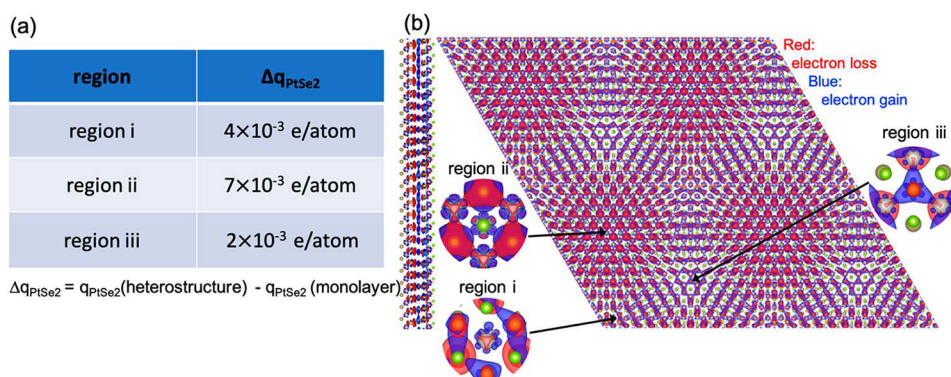 (a)
region Δq_PtSe2
region i 4×10⁻³ e/atom
region ii 7×10⁻³ e/atom
region iii 2×10⁻³ e/atom
Δq_PtSe2 = q_PtSe2(heterostructure) - q_PtSe2 (monolayer)
(b)
Red:
electron loss
Blue:
electron gain
region iii
region ii
region i